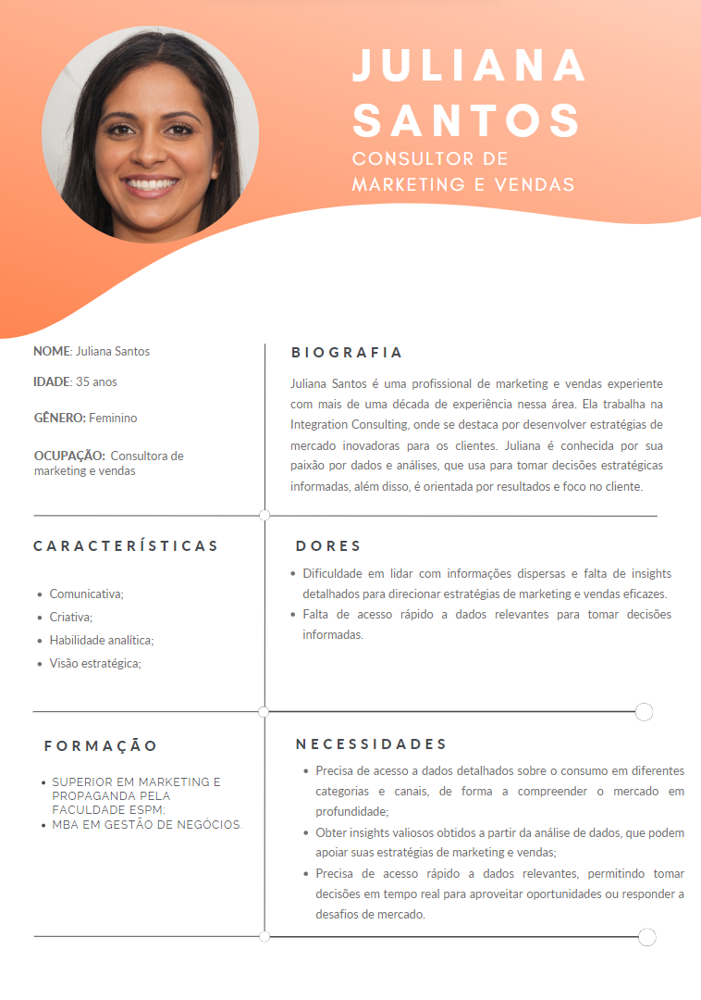 JULIANA
SANTOS
CONSULTOR DE
MARKETING E VENDAS
NOME: Juliana Santos
IDADE: 35 anos
GÊNERO: Feminino
OCUPAÇÃO: Consultora de
marketing e vendas
BIOGRAFIA
Juliana Santos é uma profissional de marketing e vendas experiente
com mais de uma década de experiência nessa área. Ela trabalha na
Integration Consulting, onde se destaca por desenvolver estratégias de
mercado inovadoras para os clientes. Juliana é conhecida por sua
paixão por dados e análises, que usa para tomar decisões estratégicas
informadas, além disso, é orientada por resultados e foco no cliente.
CARACTERÍSTICAS
• Comunicativa;
• Criativa;
• Habilidade analítica;
• Visão estratégica;
DORES
• Dificuldade em lidar com informações dispersas e falta de insights
detalhados para direcionar estratégias de marketing e vendas eficazes.
• Falta de acesso rápido a dados relevantes para tomar decisões
informadas.
FORMAÇÃO
• SUPERIOR EM MARKETING E
PROPAGANDA PELA
FACULDADE ESPM;
• MBA EM GESTÃO DE NEGÓCIOS.
NECESSIDADES
• Precisa de acesso a dados detalhados sobre o consumo em diferentes
categorias e canais, de forma a compreender o mercado em
profundidade;
• Obter insights valiosos obtidos a partir da análise de dados, que podem
apoiar suas estratégias de marketing e vendas;
• Precisa de acesso rápido a dados relevantes, permitindo tomar
decisões em tempo real para aproveitar oportunidades ou responder a
desafios de mercado.